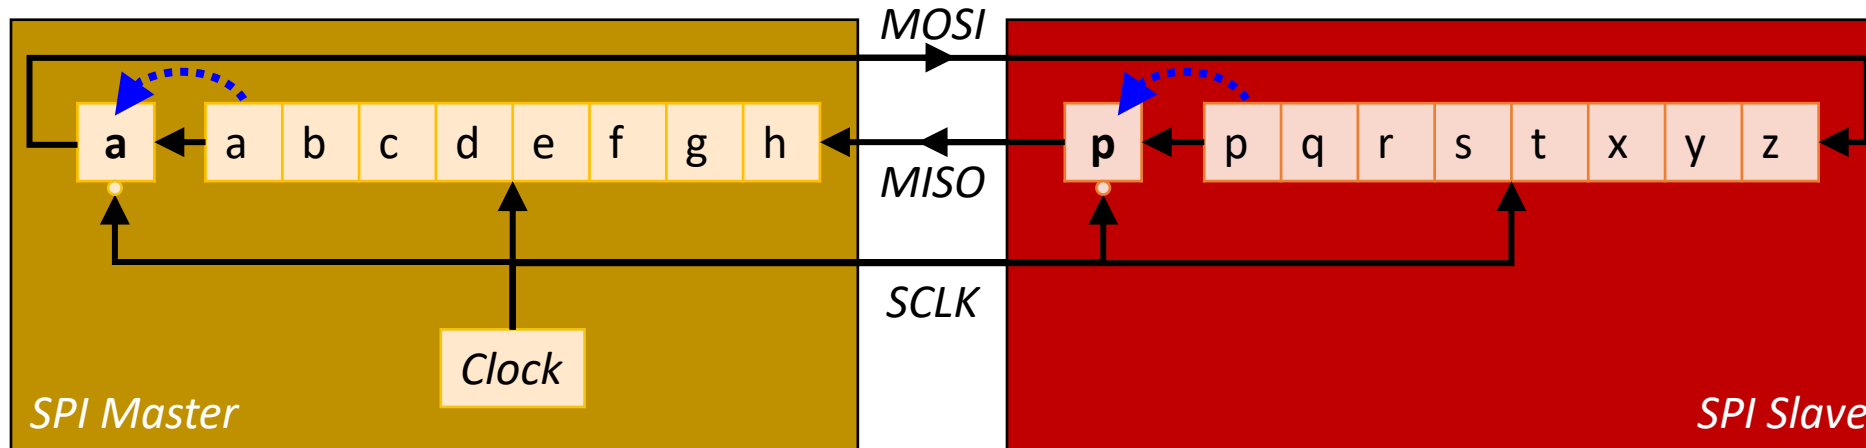 MOSI
a a b c d e f g h
p p q r s t x y z
MISO
SCLK
Clock
SPI Master
SPI Slave